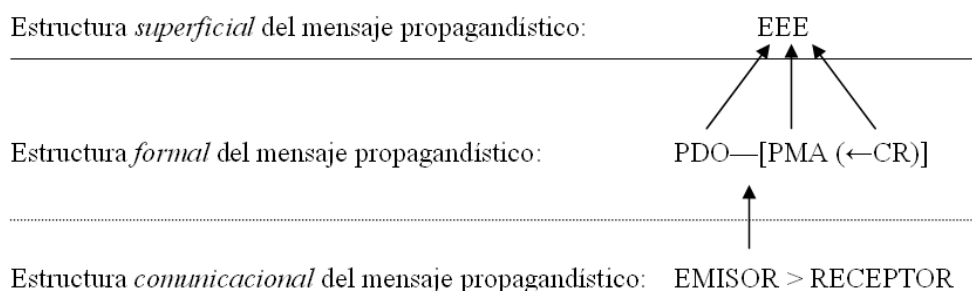 Estructura superficial del mensaje propagandístico: EEE
Estructura formal del mensaje propagandístico: PDO—[PMA (←CR)]
Estructura comunicacional del mensaje propagandístico: EMISOR > RECEPTOR